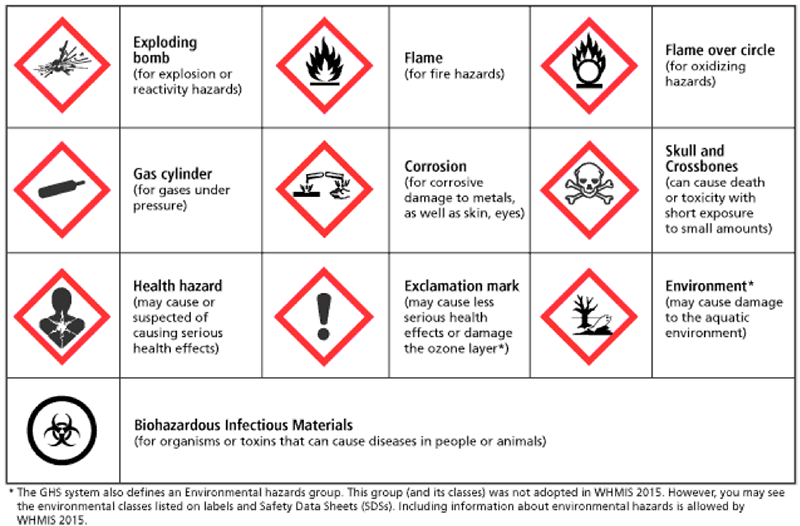 Exploding
bomb
(for explosion or
reactivity hazards)
Flame
(for fire hazards)
Flame over circle
(for oxidizing
hazards)
Gas cylinder
(for gases under
pressure)
Corrosion
(for corrosive
damage to metals,
as well as skin, eyes)
Skull and
Crossbones
(can cause death
or toxicity with
short exposure
to small amounts)
Health hazard
(may cause or
suspected of
causing serious
health effects)
Exclamation mark
(may cause less
serious health
effects or damage
the ozone layer*)
Environment*
(may cause damage
to the aquatic
environment)
Biohazardous Infectious Materials
(for organisms or toxins that can cause diseases in people or animals)
* The GHS system also defines an Environmental hazards group. This group (and its classes) was not adopted in WHMIS 2015. However, you may see
the environmental classes listed on labels and Safety Data Sheets (SDSs). Including information about environmental hazards is allowed by
WHMIS 2015.